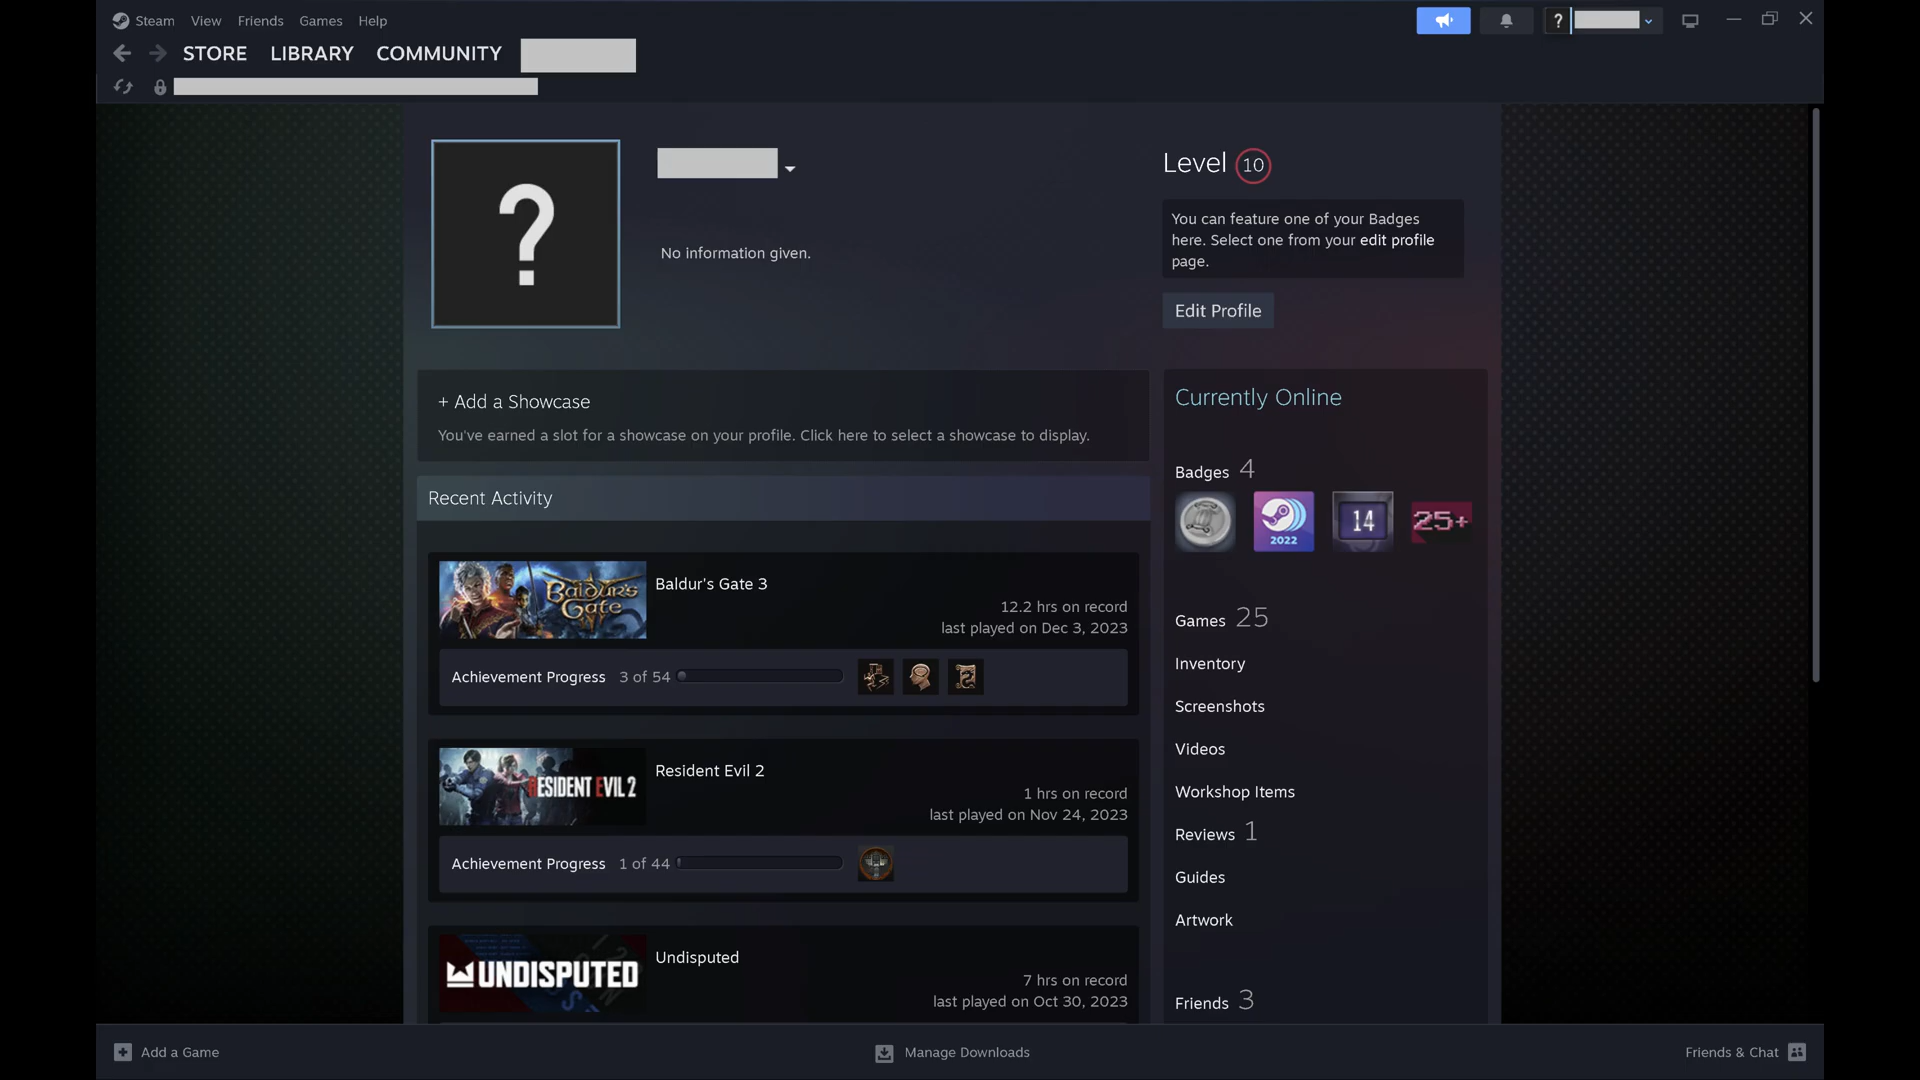 Steam View Friends Games Help
STORE LIBRARY COMMUNITY
?
?
No information given.
Level 10
You can feature one of your Badges
here. Select one from your edit profile
page.
Edit Profile
+ Add a Showcase
You've earned a slot for a showcase on your profile. Click here to select a showcase to display.
Recent Activity
Baldur's Gate
Baldur's Gate 3
12.2 hrs on record
last played on Dec 3, 2023
Achievement Progress 3 of 54
RESIDENT EVIL 2
Resident Evil 2
1 hrs on record
last played on Nov 24, 2023
Achievement Progress 1 of 44
UNDISPUTED
Undisputed
7 hrs on record
last played on Oct 30, 2023
Currently Online
Badges 4
2022
14
25+
Games 25
Inventory
Screenshots
Videos
Workshop Items
Reviews 1
Guides
Artwork
Friends 3
Add a Game
Manage Downloads
Friends & Chat